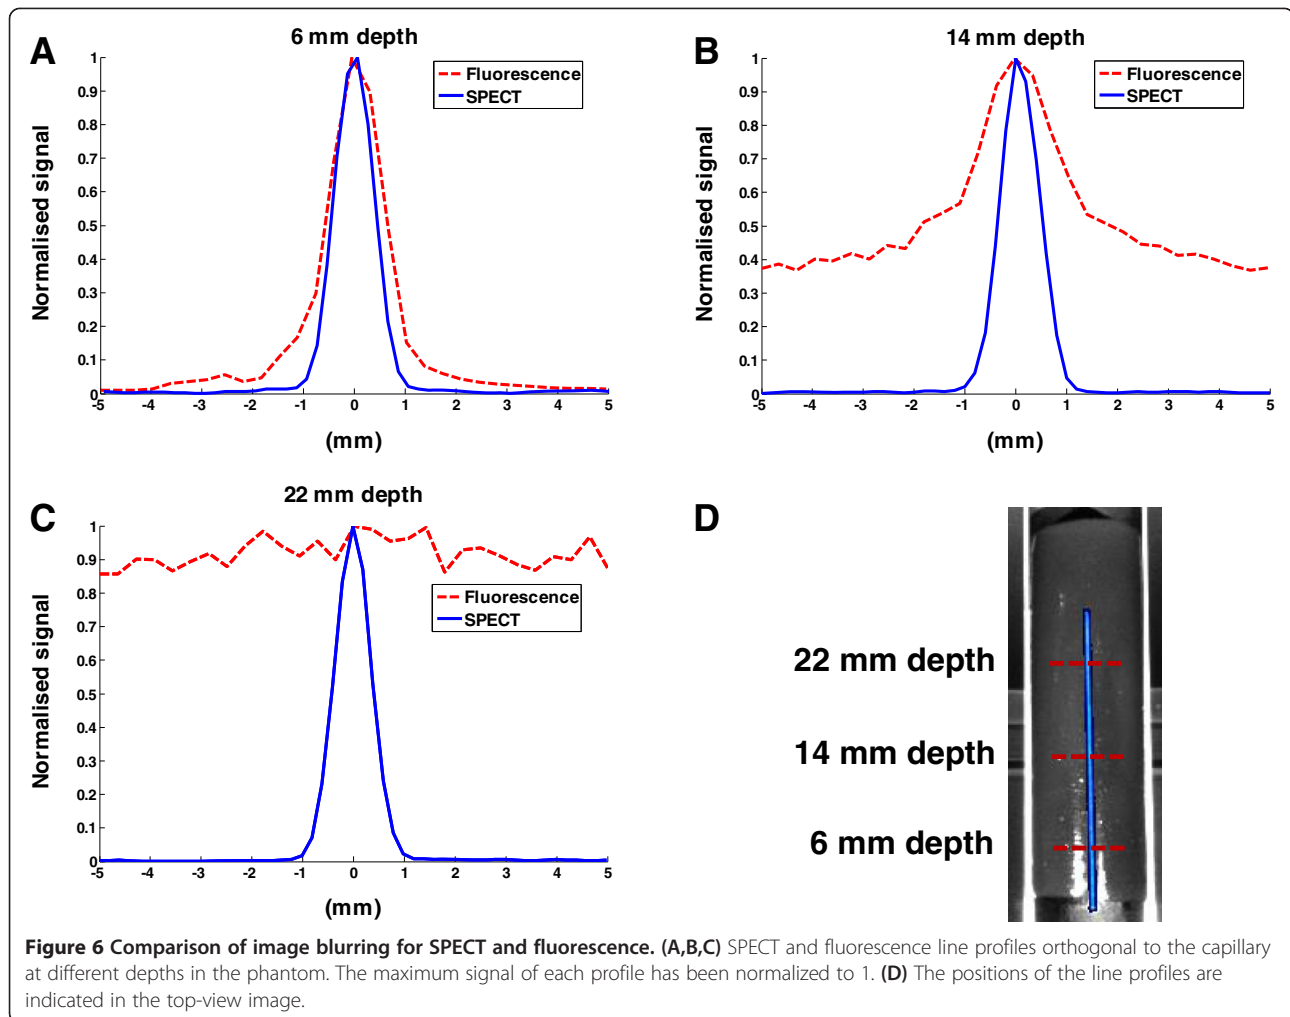 A
6 mm depth
Normalised signal
1
0.9
0.8
0.7
0.6
0.5
0.4
0.3
0.2
0.1
0
-5 -4 -3 -2 -1 0 1 2 3 4 5
(mm)
Fluorescence
SPECT
B
14 mm depth
Normalised signal
1
0.9
0.8
0.7
0.6
0.5
0.4
0.3
0.2
0.1
0
-5 -4 -3 -2 -1 0 1 2 3 4 5
(mm)
Fluorescence
SPECT
C
22 mm depth
Normalised signal
1
0.9
0.8
0.7
0.6
0.5
0.4
0.3
0.2
0.1
0
-5 -4 -3 -2 -1 0 1 2 3 4 5
(mm)
Fluorescence
SPECT
D
22 mm depth
14 mm depth
6 mm depth
Figure 6 Comparison of image blurring for SPECT and fluorescence. (A,B,C) SPECT and fluorescence line profiles orthogonal to the capillary
at different depths in the phantom. The maximum signal of each profile has been normalized to 1. (D) The positions of the line profiles are
indicated in the top-view image.